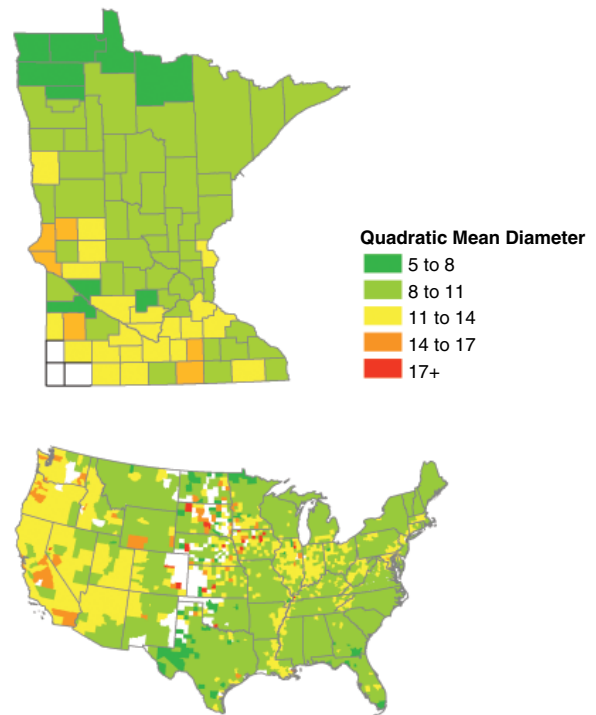 Quadratic Mean Diameter
5 to 8
8 to 11
11 to 14
14 to 17
17+